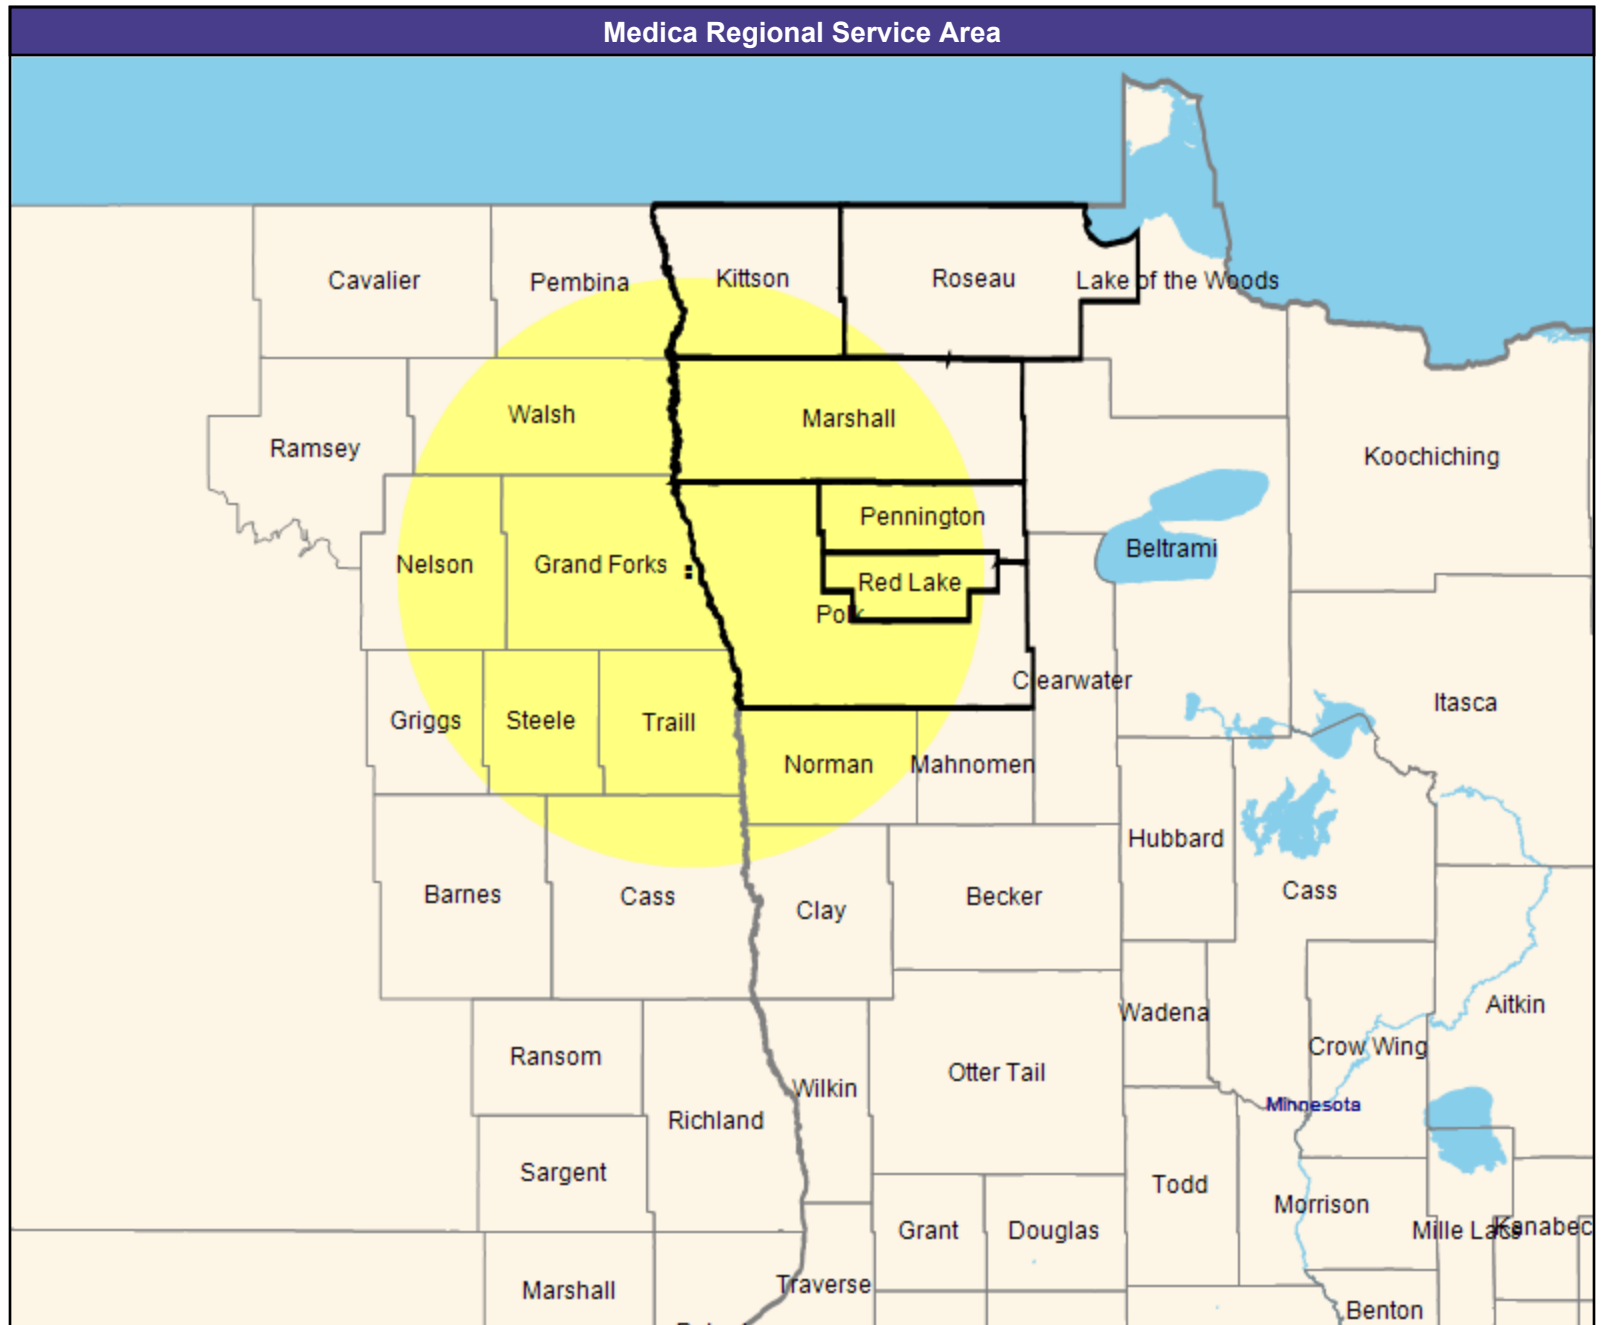 Medica Regional Service Area
Cavalier
Pembina
Kittson
Roseau
Lake of the Woods
Walsh
Marshall
Ramsey
Koochiching
Pennington
Nelson
Grand Forks
Beltrami
Red Lake
Polk
Clearwater
Griggs
Steele
Traill
Itasca
Norman
Mahnomen
Hubbard
Barnes
Cass
Clay
Becker
Cass
Wadena
Aitkin
Ransom
Crow Wing
Otter Tail
Wilkin
Minnesota
Richland
Sargent
Todd
Morrison
Grant
Douglas
Mille Lacs
Kanabec
Marshall
Traverse
Benton